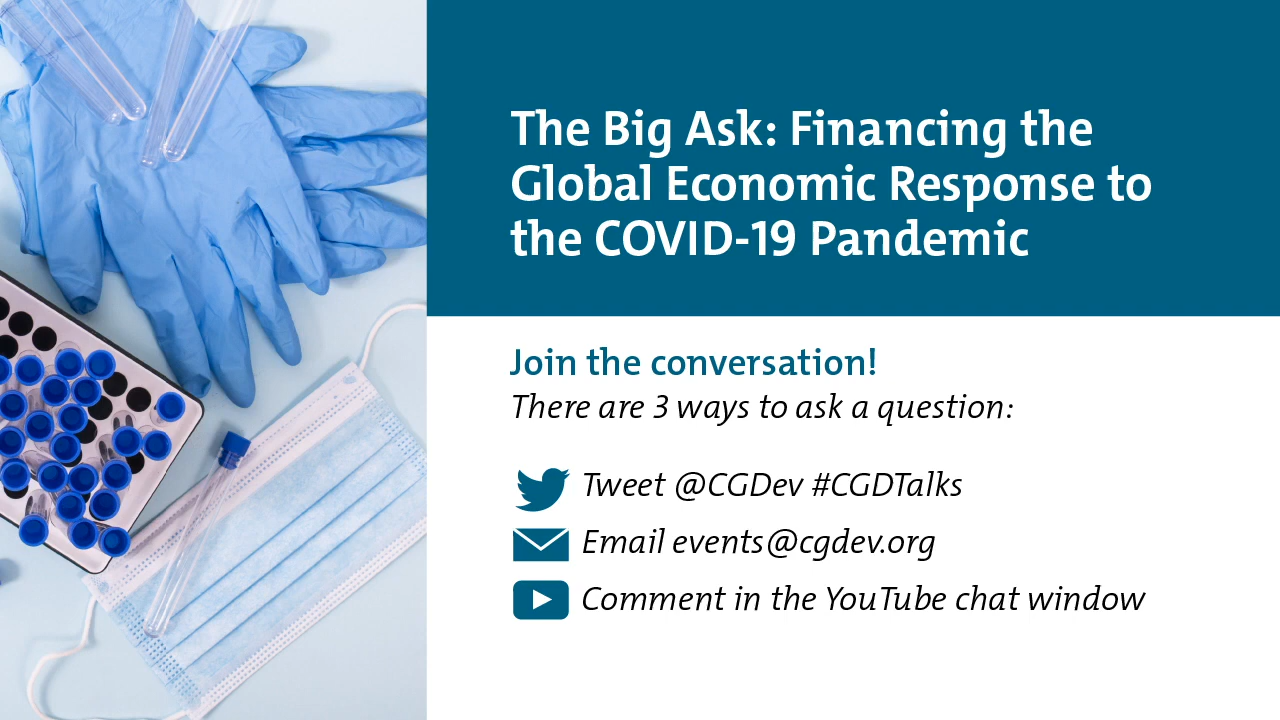 The Big Ask: Financing the
Global Economic Response to
the COVID-19 Pandemic
Join the conversation!
There are 3 ways to ask a question:
Tweet @CGDev #CGDTalks
Email events@cgdev.org
Comment in the YouTube chat window